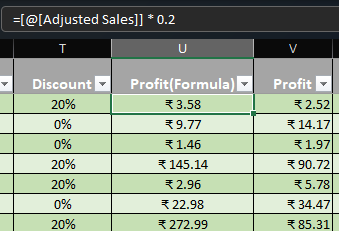 =[@[Adjusted Sales]] * 0.2
T U V
Discount Profit(Formula) Profit
20% ₹ 3.58 ₹ 2.52
0% ₹ 9.77 ₹ 14.17
0% ₹ 1.46 ₹ 1.97
20% ₹ 145.14 ₹ 90.72
20% ₹ 2.96 ₹ 5.78
0% ₹ 22.98 ₹ 34.47
20% ₹ 272.99 ₹ 85.31